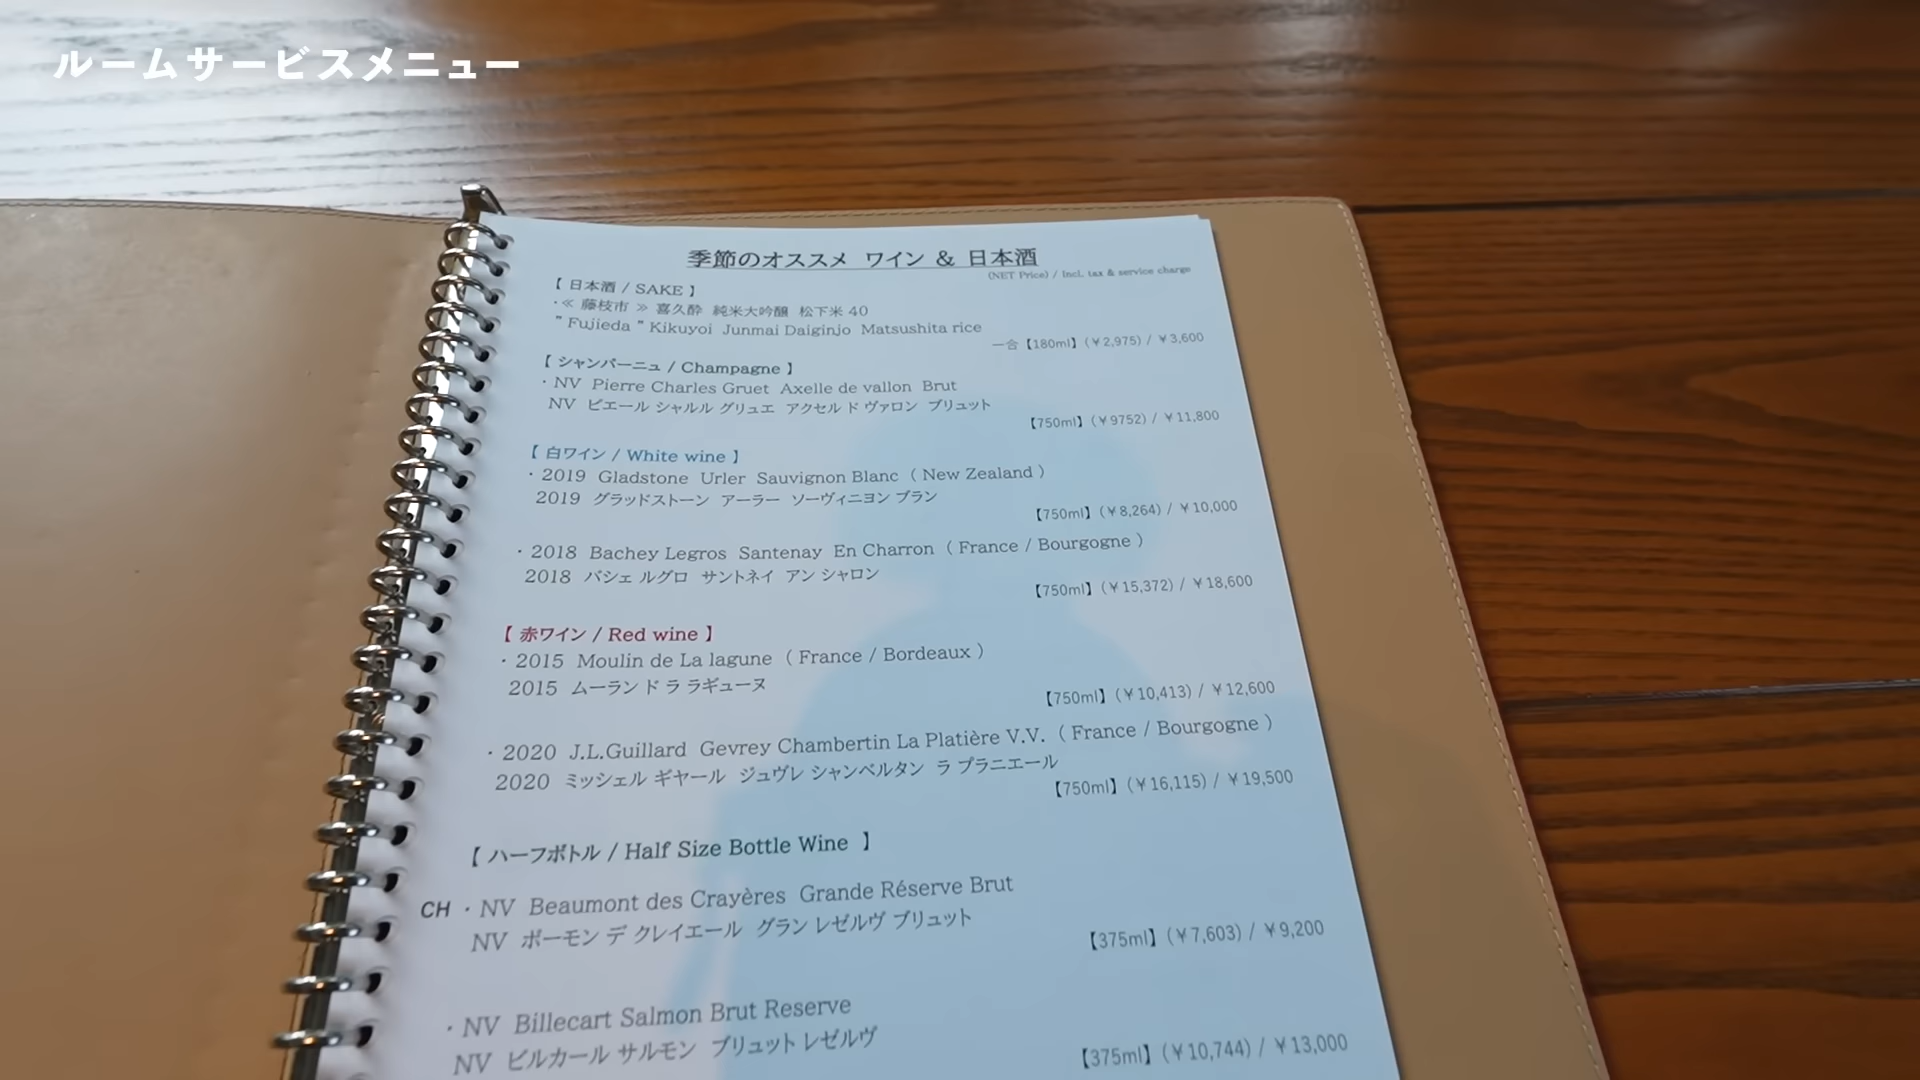 ルームサービスメニュー
季節のオススメ ワイン & 日本酒
(NET Price) / Incl. tax & service charge
【 日本酒 / SAKE 】
・≪ 藤枝市 ≫ 喜久酔 純米大吟醸 松下米 40
" Fujieda " Kikuyoi Junmai Daiginjo Matsushita rice
一合【180ml】(¥2,975) / ¥3,600
【 シャンパーニュ / Champagne 】
・NV Pierre Charles Gruet Axelle de vallon Brut
NV ピエール シャルル グリュエ アクセル ド ヴァロン ブリュット
【750ml】(¥9752) / ¥11,800
【 白ワイン / White wine 】
・2019 Gladstone Urler Sauvignon Blanc ( New Zealand )
2019 グラッドストーン アーラー ソーヴィニヨン ブラン
【750ml】(¥8,264) / ¥10,000
・2018 Bachey Legros Santenay En Charron ( France / Bourgogne )
2018 バシェ ルグロ サントネイ アン シャロン
【750ml】(¥15,372) / ¥18,600
【 赤ワイン / Red wine 】
・2015 Moulin de La lagune ( France / Bordeaux )
2015 ムーラン ド ラ ラギューヌ
【750ml】(¥10,413) / ¥12,600
・2020 J.L.Guillard Gevrey Chambertin La Platière V.V. ( France / Bourgogne )
2020 ミッシェル ギヤール ジュヴレ シャンベルタン ラ プラニエール
【750ml】(¥16,115) / ¥19,500
【 ハーフボトル / Half Size Bottle Wine 】
CH ・NV Beaumont des Crayères Grande Réserve Brut
NV ボーモン デ クレイエール グラン レゼルヴ ブリュット
【375ml】(¥7,603) / ¥9,200
・NV Billecart Salmon Brut Reserve
NV ビルカール サルモン ブリュット レゼルヴ
【375ml】(¥10,744) / ¥13,000